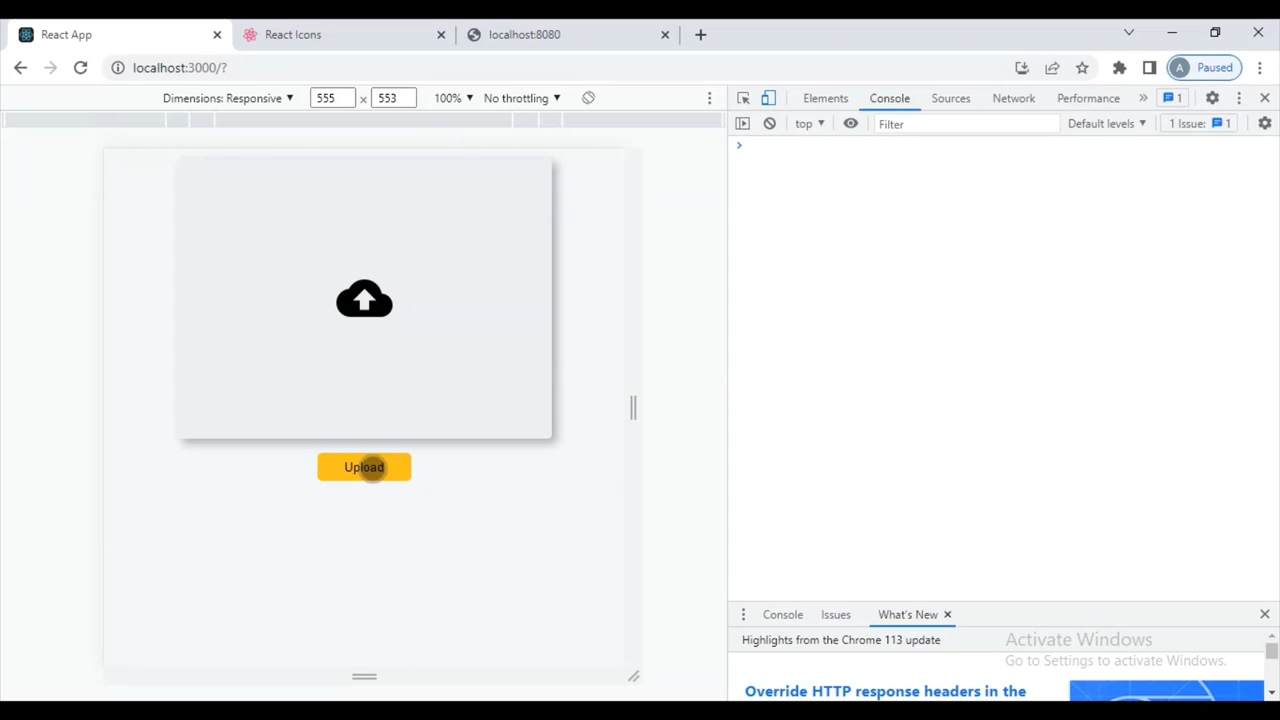 React App
React Icons
localhost:8080
localhost:3000/?
A Paused
Dimensions: Responsive 555 x 553 100% No throttling
Elements Console Sources Network Performance 1
top Filter Default levels 1 Issue: 1
Upload
Console Issues What's New
Highlights from the Chrome 113 update
Override HTTP response headers in the
Activate Windows
Go to Settings to activate Windows.